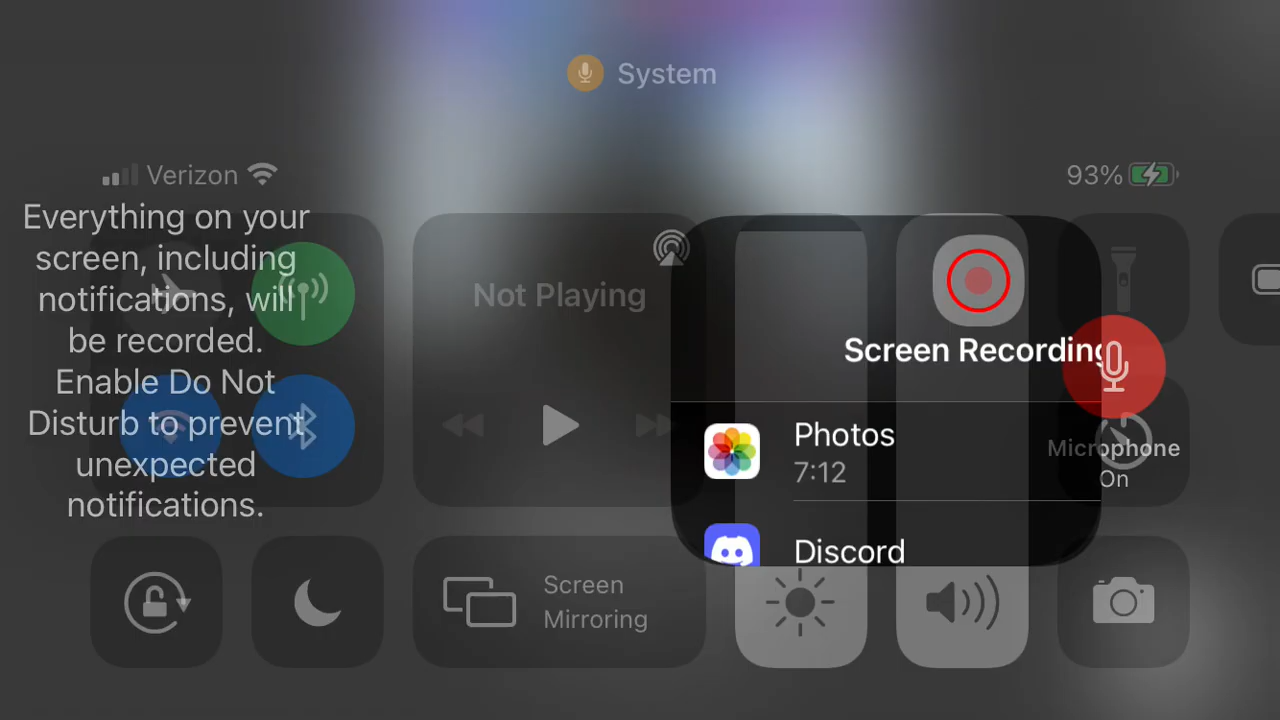 System
Verizon
93%
Everything on your
screen, including
notifications, will
be recorded.
Enable Do Not
Disturb to prevent
unexpected
notifications.
Not Playing
Screen Recording
Photos
7:12
Discord
Microphone
On
Screen
Mirroring